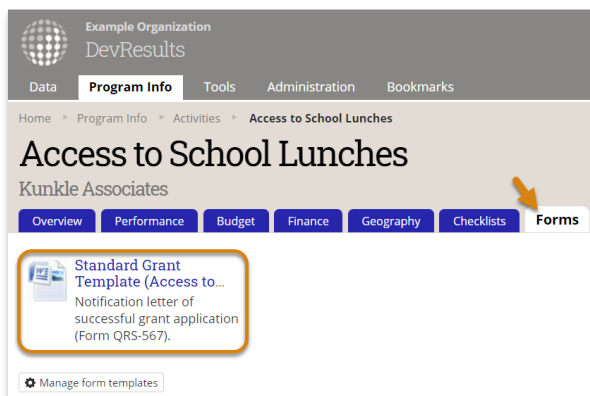 Example Organization
DevResults
Data Program Info Tools Administration Bookmarks
Home Program Info Activities Access to School Lunches
Access to School Lunches
Kunkle Associates
Overview Performance Budget Finance Geography Checklists Forms
W
Standard Grant
Template (Access to...
Notification letter of
successful grant application
(Form QRS-567).
Manage form templates